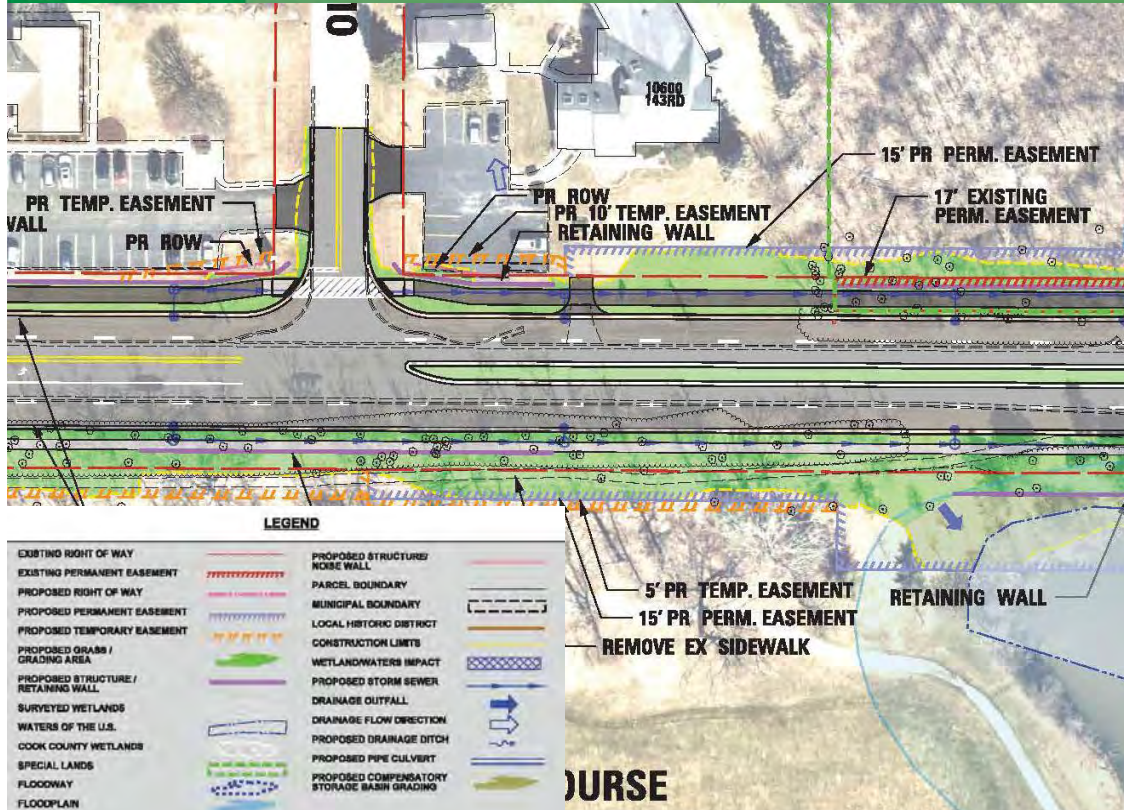 10
10600
143RD
15' PR PERM. EASEMENT
17' EXISTING
PERM. EASEMENT
PR TEMP. EASEMENT
WALL
PR ROW
PR ROW
PR 10' TEMP. EASEMENT
RETAINING WALL
5' PR TEMP. EASEMENT
15' PR PERM. EASEMENT
REMOVE EX SIDEWALK
RETAINING WALL
OURSE
LEGEND
EXISTING RIGHT OF WAY
EXISTING PERMANENT EASEMENT
PROPOSED RIGHT OF WAY
PROPOSED PERMANENT EASEMENT
PROPOSED TEMPORARY EASEMENT
PROPOSED GRASS /
GRADING AREA
PROPOSED STRUCTURE /
RETAINING WALL
SURVEYED WETLANDS
WATERS OF THE U.S.
COOK COUNTY WETLANDS
SPECIAL LANDS
FLOODWAY
FLOODPLAIN
PROPOSED STRUCTURE/
NOISE WALL
PARCEL BOUNDARY
MUNICIPAL BOUNDARY
LOCAL HISTORIC DISTRICT
CONSTRUCTION LIMITS
WETLAND/WATERS IMPACT
PROPOSED STORM SEWER
DRAINAGE OUTFALL
DRAINAGE FLOW DIRECTION
PROPOSED DRAINAGE DITCH
PROPOSED PIPE CULVERT
PROPOSED COMPENSATORY
STORAGE BASIN GRADING